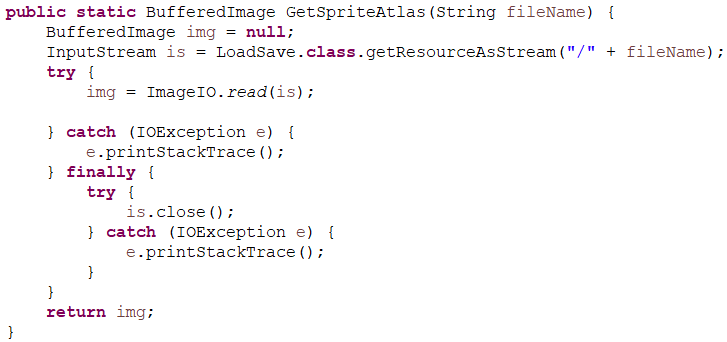 public static BufferedImage GetSpriteAtlas(String fileName) {
    BufferedImage img = null;
    InputStream is = LoadSave.class.getResourceAsStream("/" + fileName);
    try {
        img = ImageIO.read(is);

    } catch (IOException e) {
        e.printStackTrace();
    } finally {
        try {
            is.close();
        } catch (IOException e) {
            e.printStackTrace();
        }
    }
    return img;
}